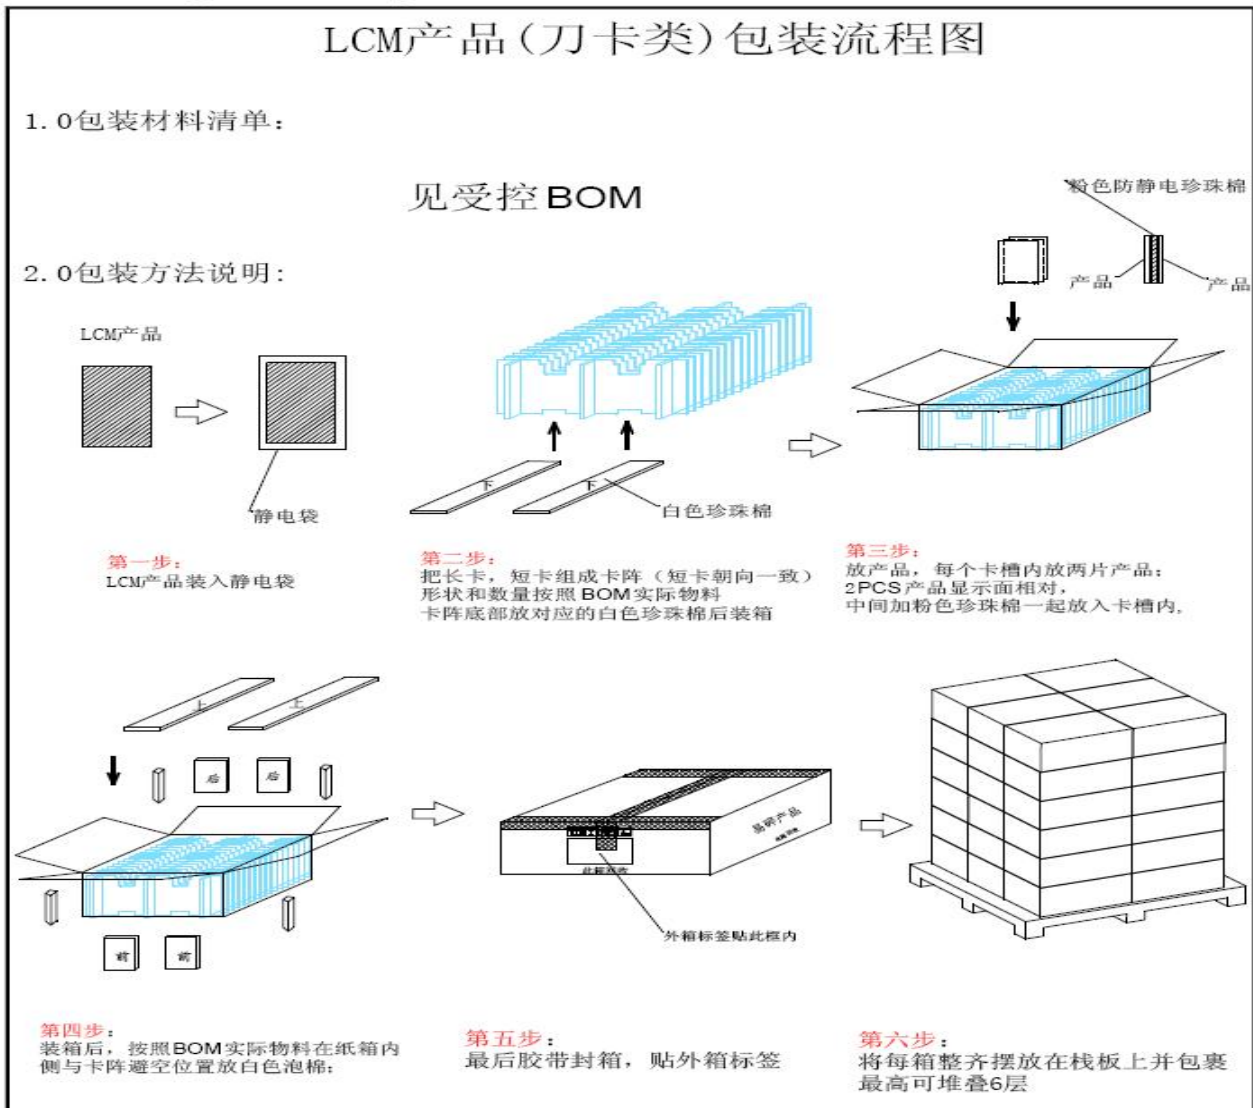 LCM产品(刀卡类)包装流程图
1.0包装材料清单:
见受控BOM
粉色防静电珍珠棉
产品
产品
2.0包装方法说明:
LCM产品
静电袋
下
下
白色珍珠棉
第一步:
LCM产品装入静电袋
第二步:
把长卡，短卡组成卡阵（短卡朝向一致）
形状和数量按照BOM实际物料
卡阵底部放对应的白色珍珠棉后装箱
第三步:
放产品，每个卡槽内放两片产品;
2PCS产品显示面相对，
中间加粉色珍珠棉一起放入卡槽内,
上
上
后
后
前
前
易碎产品
外箱标签贴此框内
第四步:
装箱后，按照BOM实际物料在纸箱内
侧与卡阵避空位置放白色泡棉;
第五步:
最后胶带封箱，贴外箱标签
第六步:
将每箱整齐摆放在栈板上并包裹
最高可堆叠6层